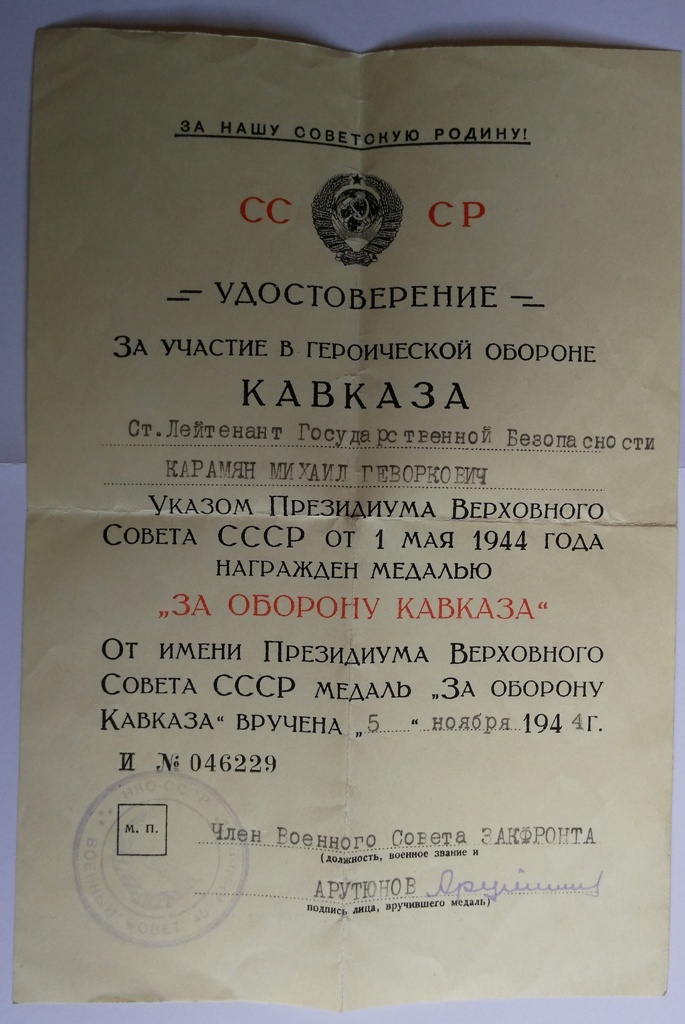 ЗА НАШУ СОВЕТСКУЮ РОДИНУ!
СС СР
УДОСТОВЕРЕНИЕ
ЗА УЧАСТИЕ В ГЕРОИЧЕСКОЙ ОБОРОНЕ
КАВКАЗА
Ст.Лейтенант Государственной Безопасности
КАРАМЯН МИХАИЛ ГЕВОРКОВИЧ
УКАЗОМ ПРЕЗИДИУМА ВЕРХОВНОГО
СОВЕТА СССР ОТ 1 МАЯ 1944 ГОДА
НАГРАЖДЕН МЕДАЛЬЮ
„ЗА ОБОРОНУ КАВКАЗА“
ОТ ИМЕНИ ПРЕЗИДИУМА ВЕРХОВНОГО
СОВЕТА СССР МЕДАЛЬ „ЗА ОБОРОНУ
КАВКАЗА“ ВРУЧЕНА „5“ ноября 1944г.
И № 046229
М. П.
Член Военного Совета ЗАКФРОНТА
(должность, военное звание и
АРУТЮНОВ
подпись лица, вручившего медаль)